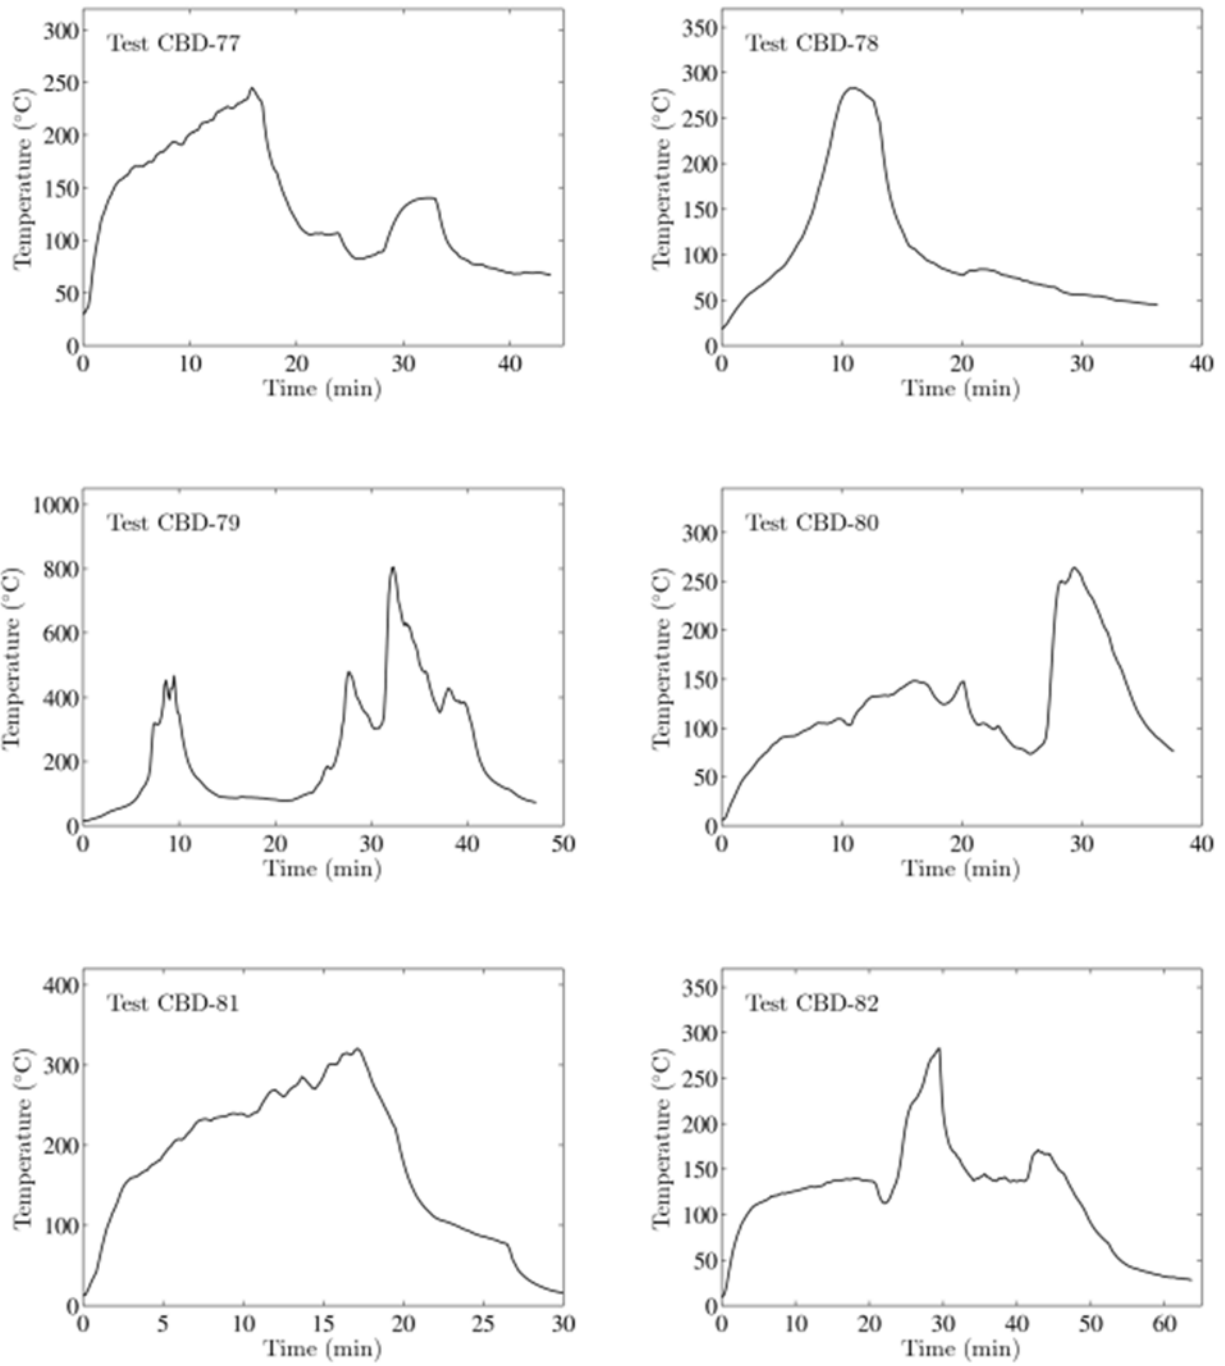 Test CBD-77
Temperature (°C)
300
250
200
150
100
50
0
0 10 20 30 40
Time (min)
Test CBD-78
Temperature (°C)
350
300
250
200
150
100
50
0
0 10 20 30 40
Time (min)
Test CBD-79
Temperature (°C)
1000
800
600
400
200
0
0 10 20 30 40 50
Time (min)
Test CBD-80
Temperature (°C)
300
250
200
150
100
50
0
0 10 20 30 40
Time (min)
Test CBD-81
Temperature (°C)
400
300
200
100
0
0 5 10 15 20 25 30
Time (min)
Test CBD-82
Temperature (°C)
350
300
250
200
150
100
50
0
0 10 20 30 40 50 60
Time (min)